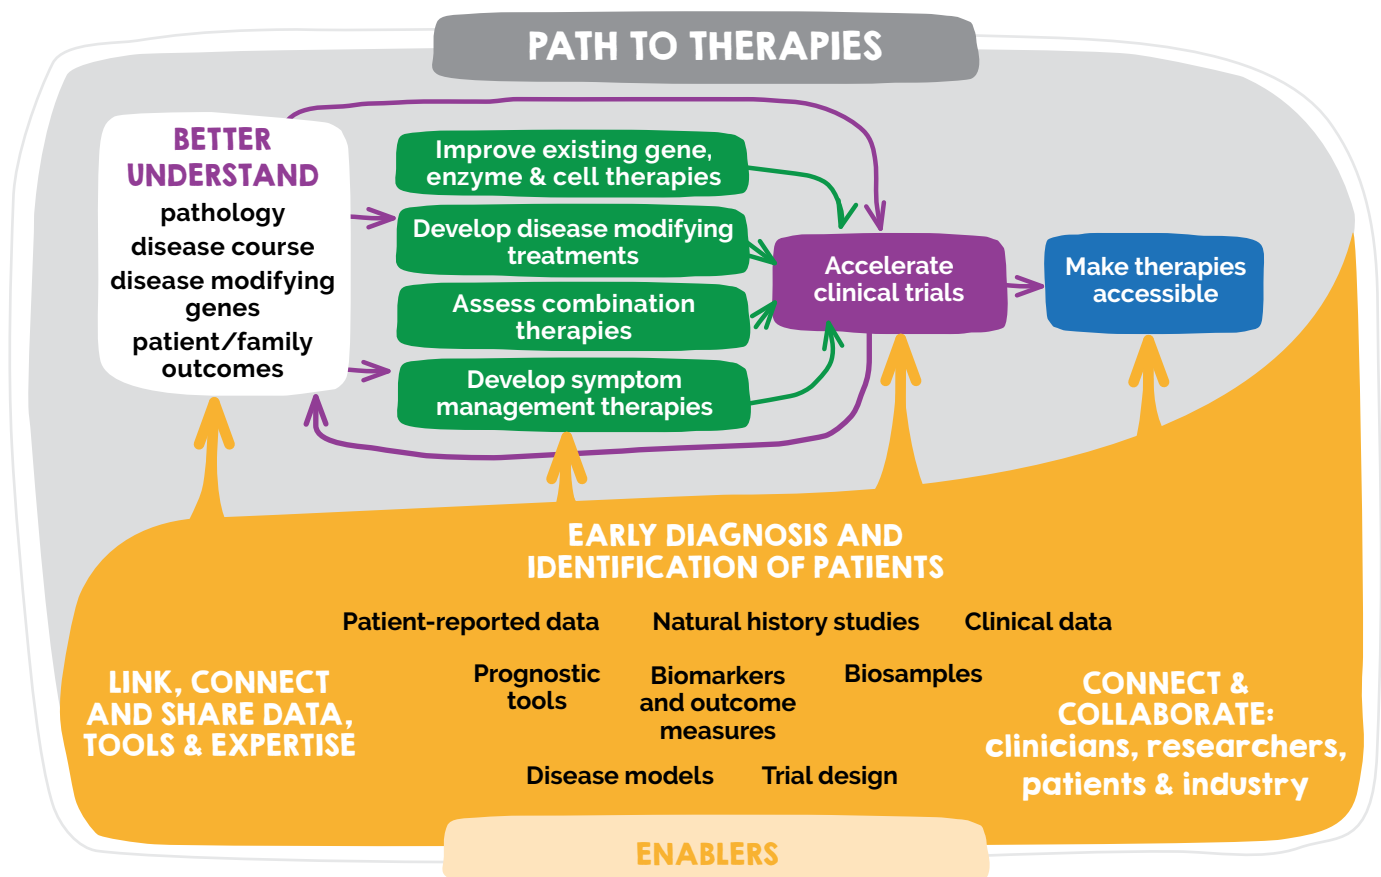 PATH TO THERAPIES
BETTER
UNDERSTAND
pathology
disease course
disease modifying
genes
patient/family
outcomes
Improve existing gene,
enzyme & cell therapies
Develop disease modifying
treatments
Assess combination
therapies
Develop symptom
management therapies
Accelerate
clinical trials
Make therapies
accessible
EARLY DIAGNOSIS AND
IDENTIFICATION OF PATIENTS
Patient-reported data
Natural history studies
Clinical data
Prognostic
tools
Biomarkers
and outcome
measures
Biosamples
Disease models
Trial design
LINK, CONNECT
AND SHARE DATA,
TOOLS & EXPERTISE
CONNECT &
COLLABORATE:
clinicians, researchers,
patients & industry
ENABLERS